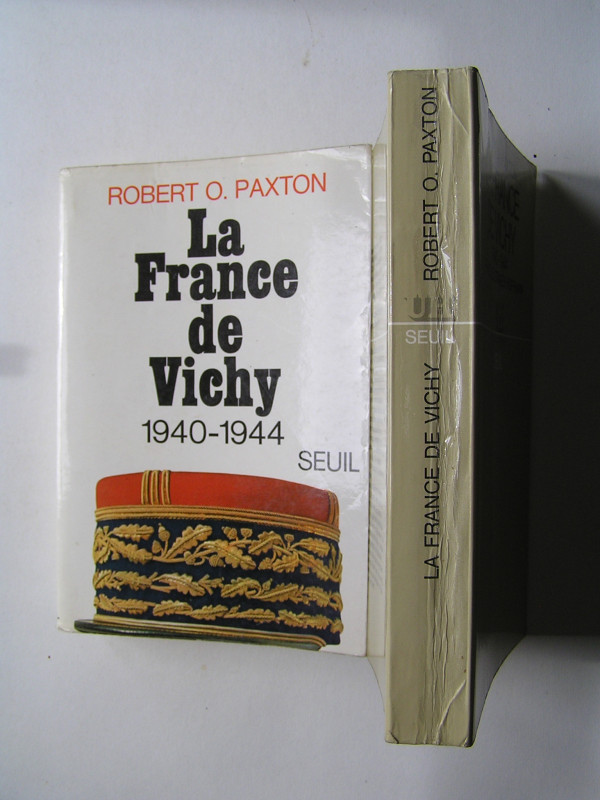 ROBERT O. PAXTON
La
France
de
Vichy
1940-1944
SEUIL
LA FRANCE DE VICHY
SEUIL
ROBERT O. PAXTON